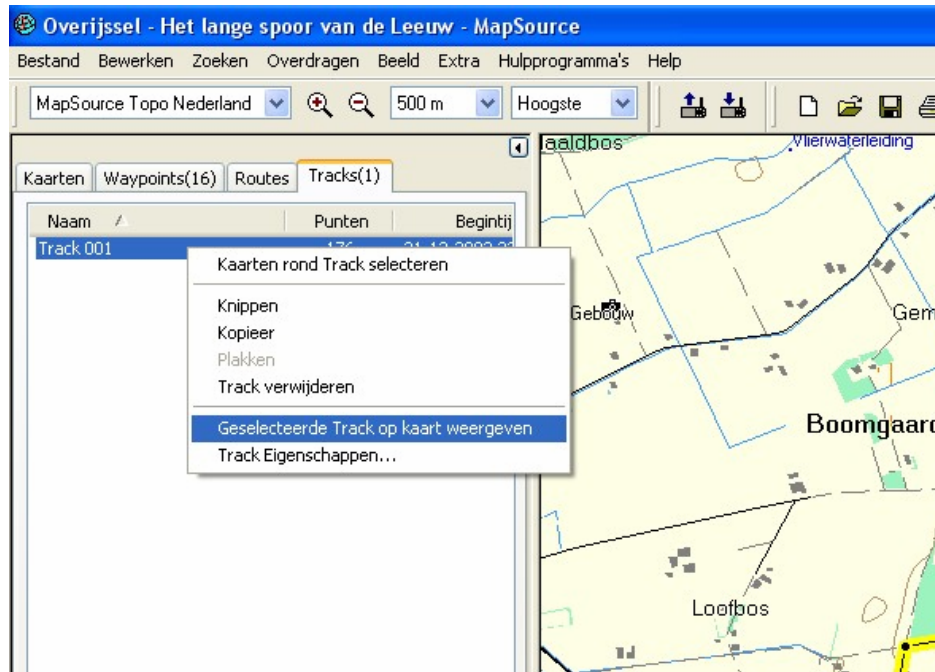 Overijssel - Het lange spoor van de Leeuw - MapSource
Bestand Bewerken Zoeken Overdragen Beeld Extra Hulpprogramma's Help
MapSource Topo Nederland 500 m Hoogste
Kaarten Waypoints(16) Routes Tracks(1)
Naam Punten Begintij
Track 001
Kaarten rond Track selecteren
Knippen
Kopieer
Plakken
Track verwijderen
Geselecteerde Track op kaart weergeven
Track Eigenschappen...
aaldbos
Vlierwaterleiding
Gebouw
Gem
Boomgaard
Loofbos